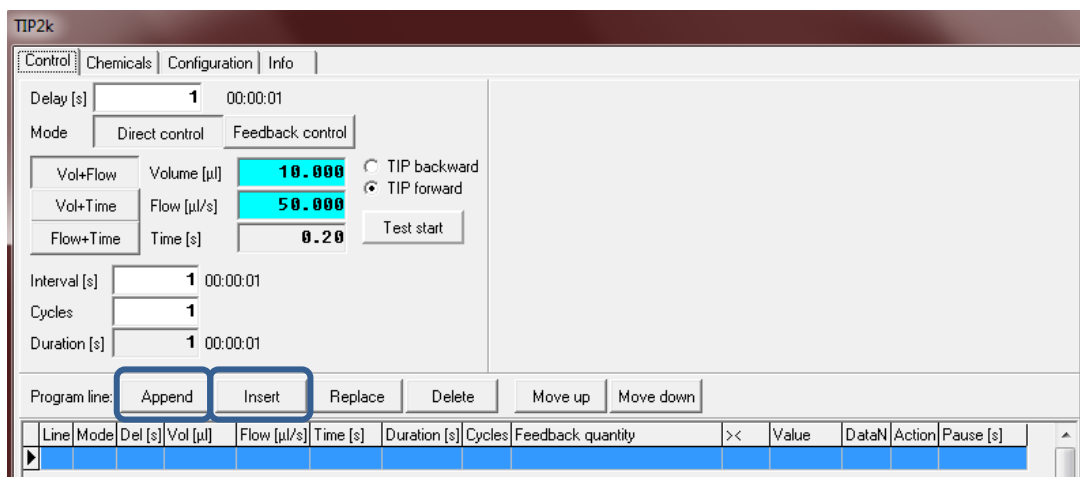 TIP2k
Control Chemicals Configuration Info
Delay [s] 1 00:00:01
Mode Direct control Feedback control
Vol+Flow Volume [µl] 10.000 TIP backward
TIP forward
Vol+Time Flow [µl/s] 50.000
Test start
Flow+Time Time [s] 0.20
Interval [s] 1 00:00:01
Cycles 1
Duration [s] 1 00:00:01
Program line: Append Insert Replace Delete Move up Move down
Line Mode Del [s] Vol [µl] Flow [µl/s] Time [s] Duration [s] Cycles Feedback quantity >< Value DataN Action Pause [s]